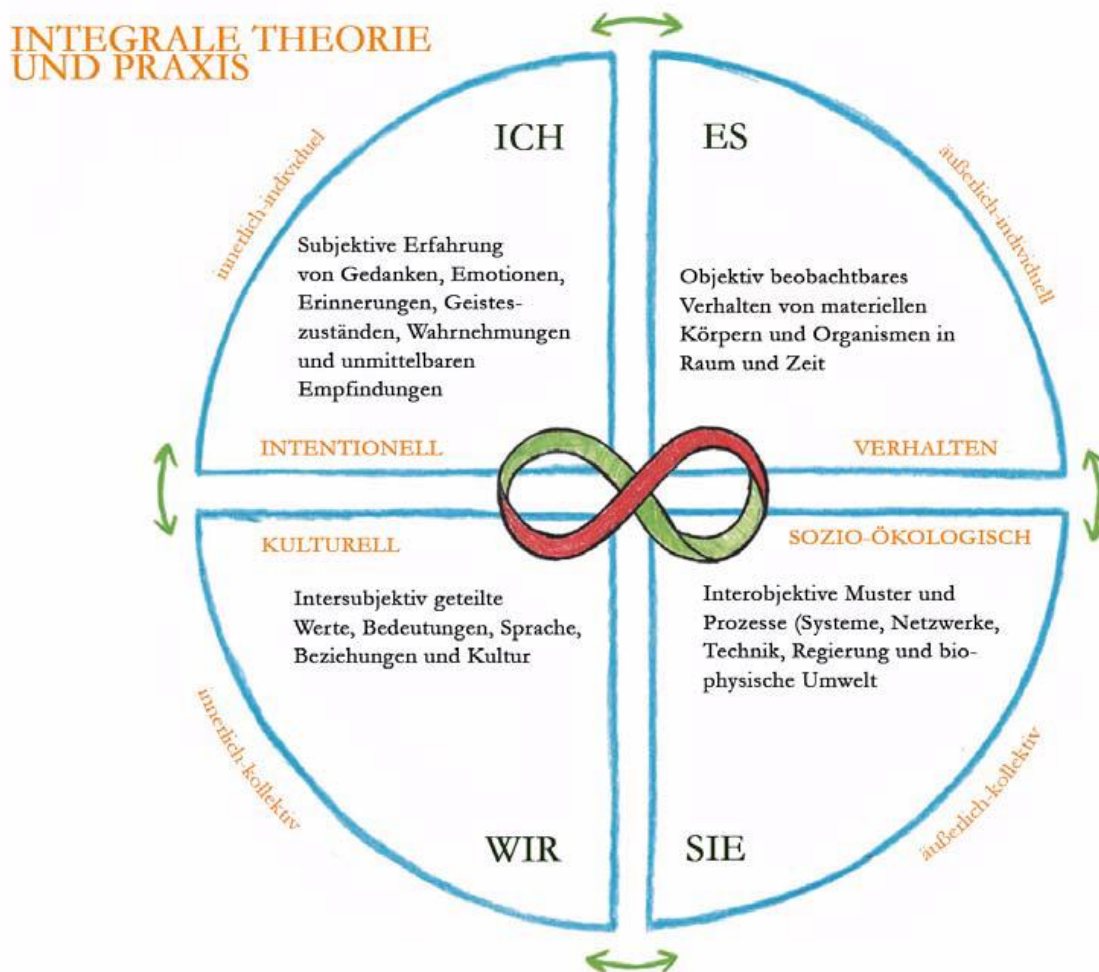 INTEGRALE THEORIE
UND PRAXIS
innerlich-individuel
ICH
Subjektive Erfahrung
von Gedanken, Emotionen,
Erinnerungen, Geistes-
zuständen, Wahrnehmungen
und unmittelbaren
Empfindungen
INTENTIONELL
ES
äußerlich-individuell
Objektiv beobachtbares
Verhalten von materiellen
Körpern und Organismen in
Raum und Zeit
VERHALTEN
KULTURELL
Intersubjektiv geteilte
Werte, Bedeutungen, Sprache,
Beziehungen und Kultur
innerlich-kollektiv
WIR
SOZIO-ÖKOLOGISCH
Interobjektive Muster und
Prozesse (Systeme, Netzwerke,
Technik, Regierung und bio-
physische Umwelt
äußerlich-kollektiv
SIE